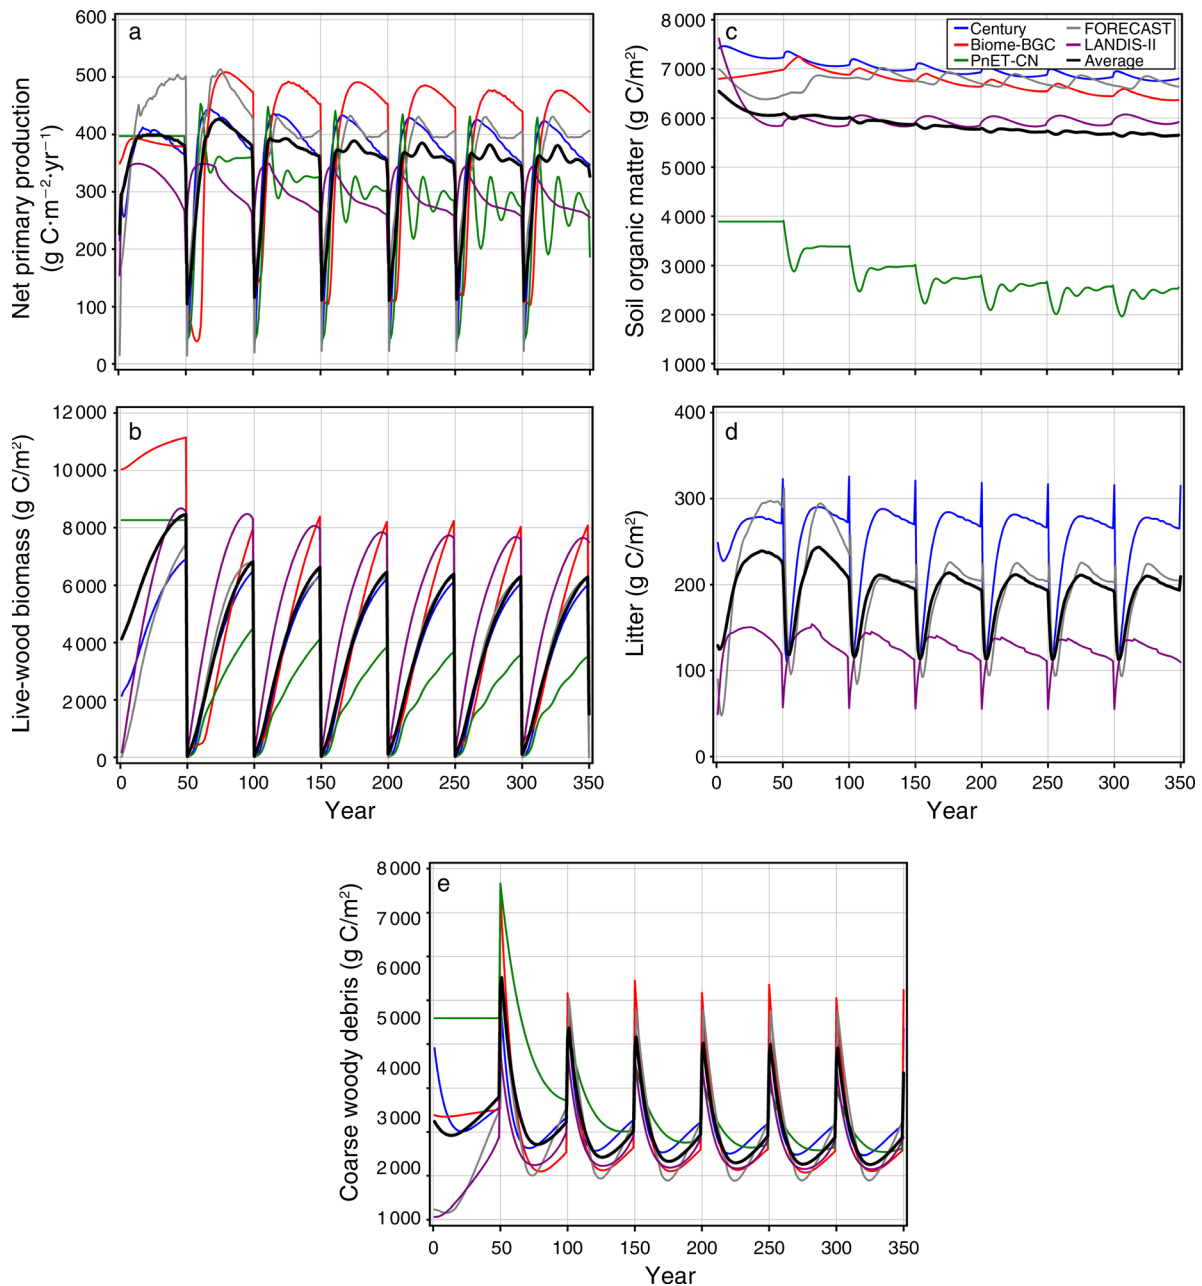 a
600
500
400
300
200
100
0
Net primary production
(g C·m⁻²·yr⁻¹)
c
Century
Biome-BGC
PnET-CN
FORECAST
LANDIS-II
Average
8 000
7 000
6 000
5 000
4 000
3 000
2 000
1 000
Soil organic matter (g C/m²)
b
12 000
10 000
8 000
6 000
4 000
2 000
0
Live-wood biomass (g C/m²)
0 50 100 150 200 250 300 350
Year
d
400
300
200
100
0
Litter (g C/m²)
0 50 100 150 200 250 300 350
Year
e
8 000
7 000
6 000
5 000
4 000
3 000
2 000
1 000
Coarse woody debris (g C/m²)
0 50 100 150 200 250 300 350
Year